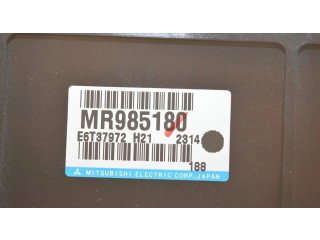 MR985180
E6T37972 H21 2314
188
MITSUBISHI ELECTRIC CORP. JAPAN